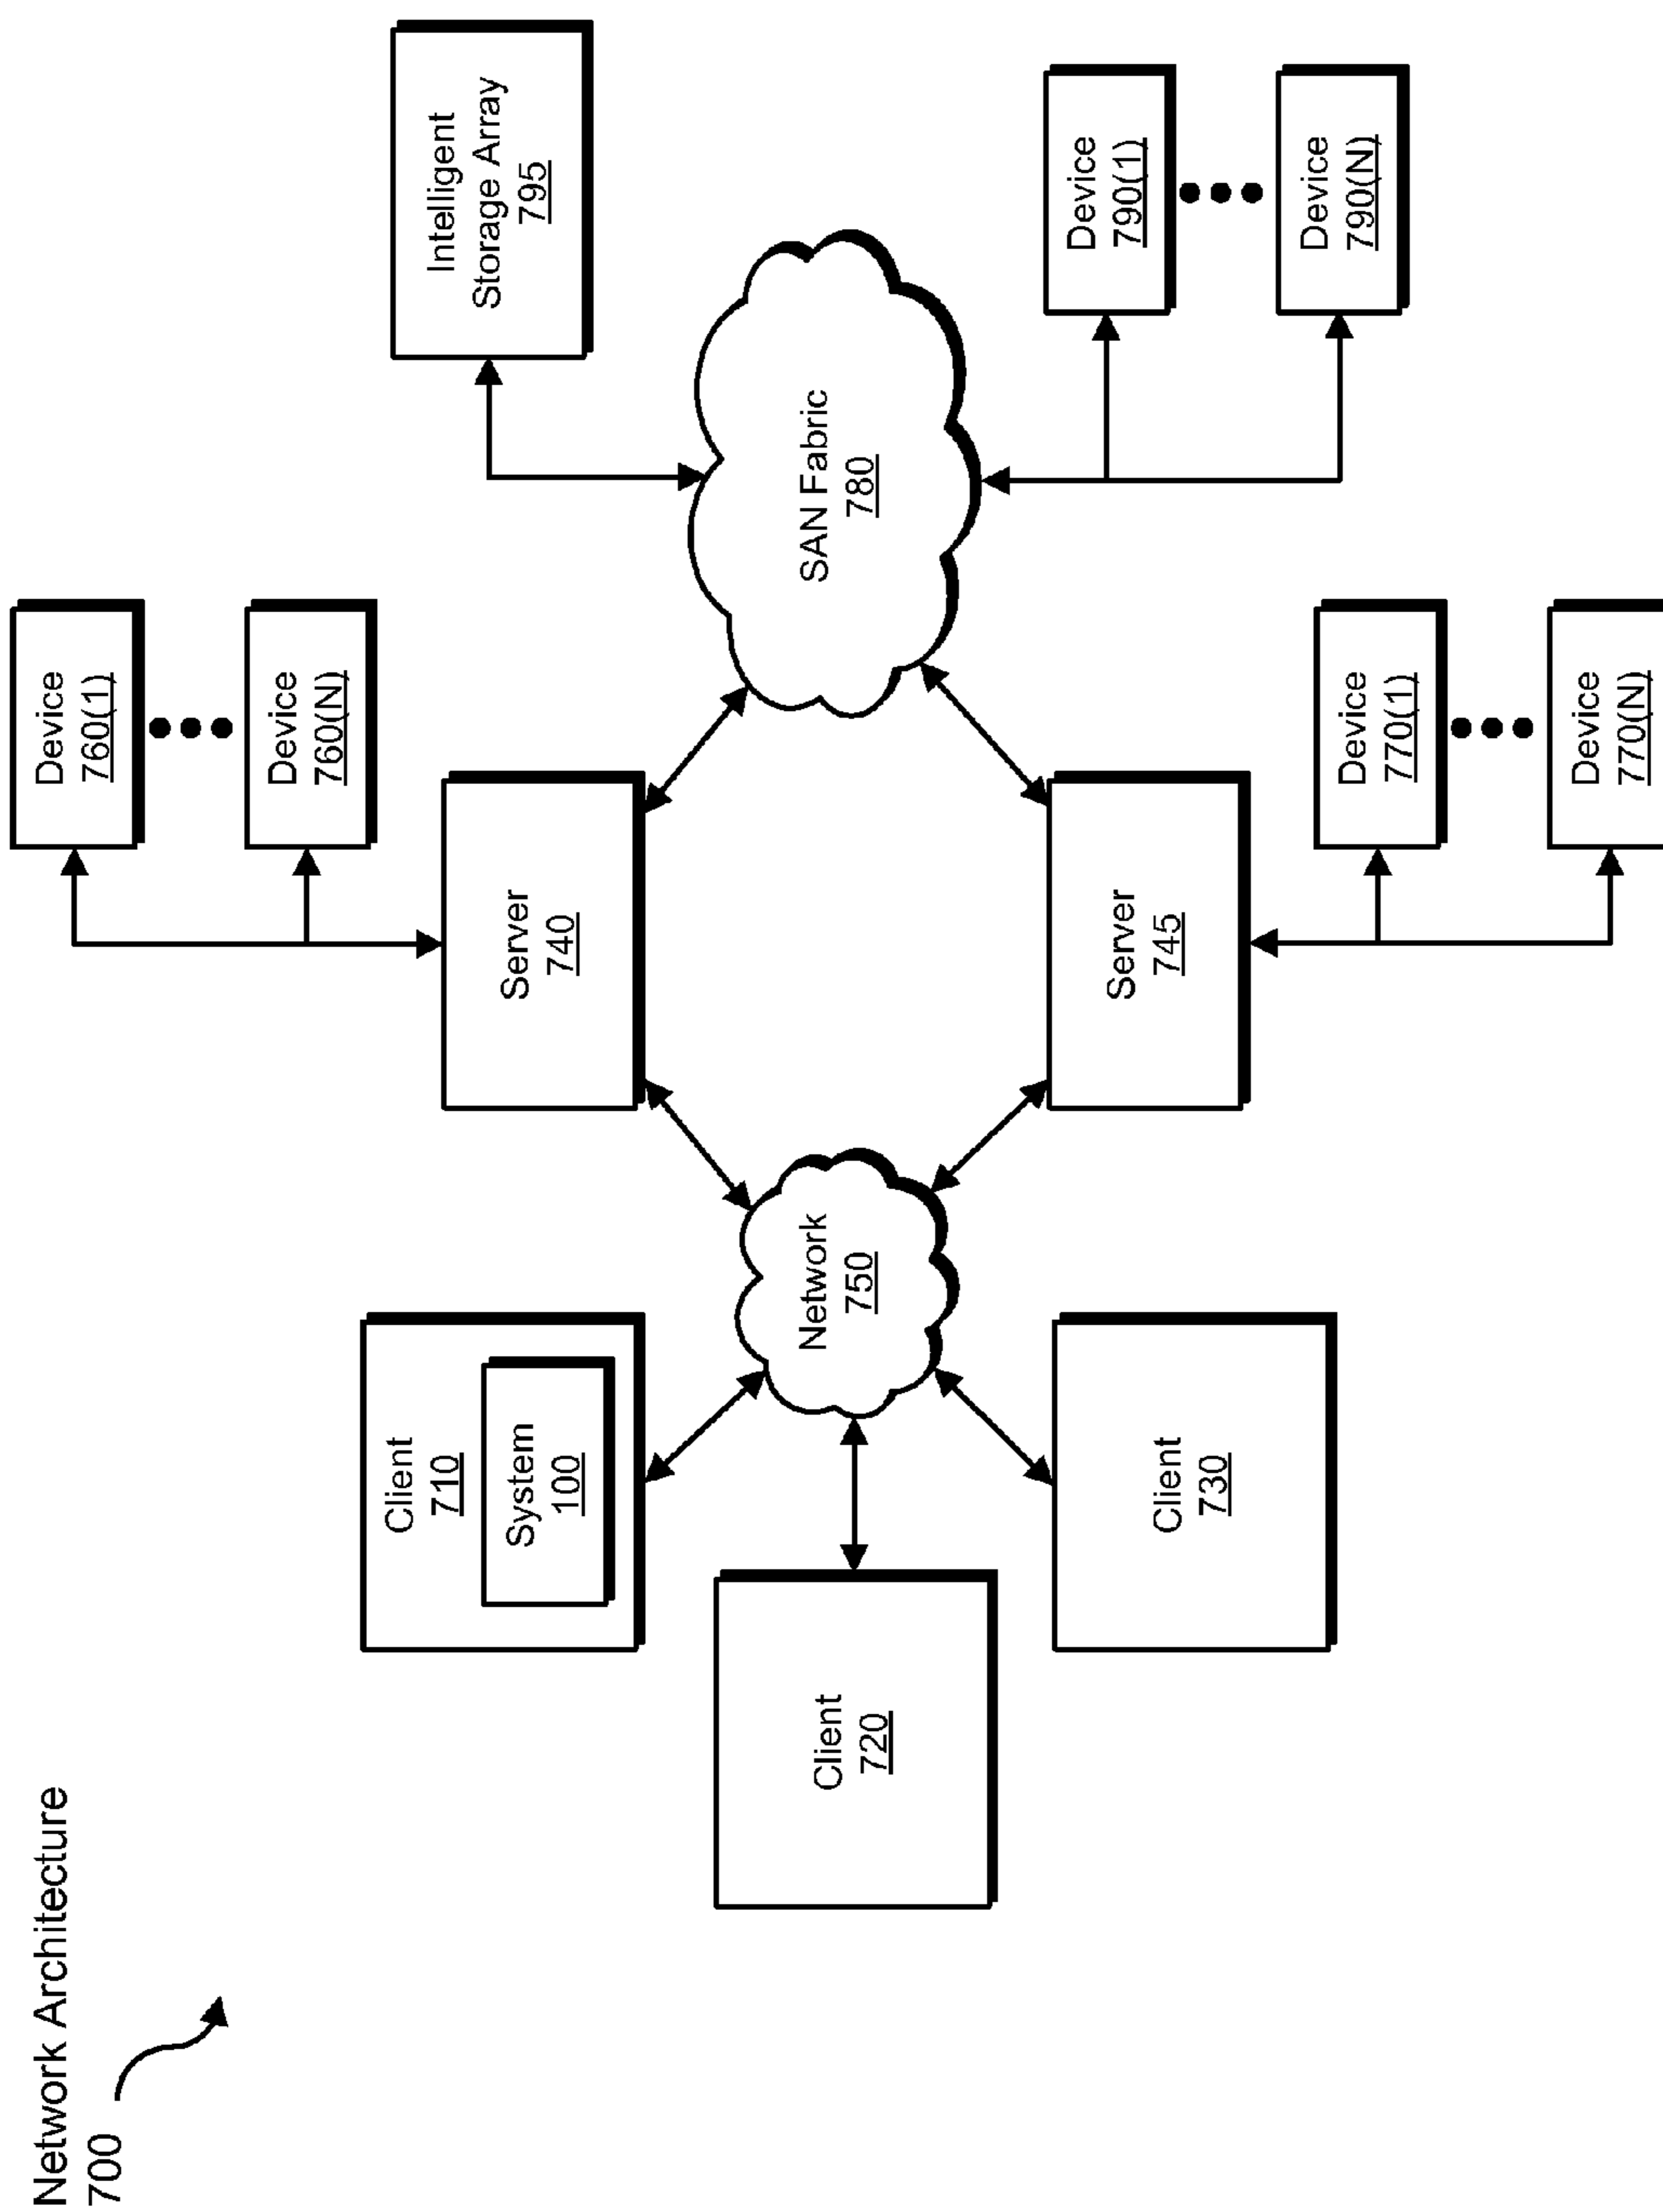 Network Architecture
700
Client
710
System
100
Client
720
Client
730
Network
750
Server
740
Server
745
Device
760(1)
Device
760(N)
Device
770(1)
Device
770(N)
SAN Fabric
780
Intelligent
Storage Array
795
Device
790(1)
Device
790(N)